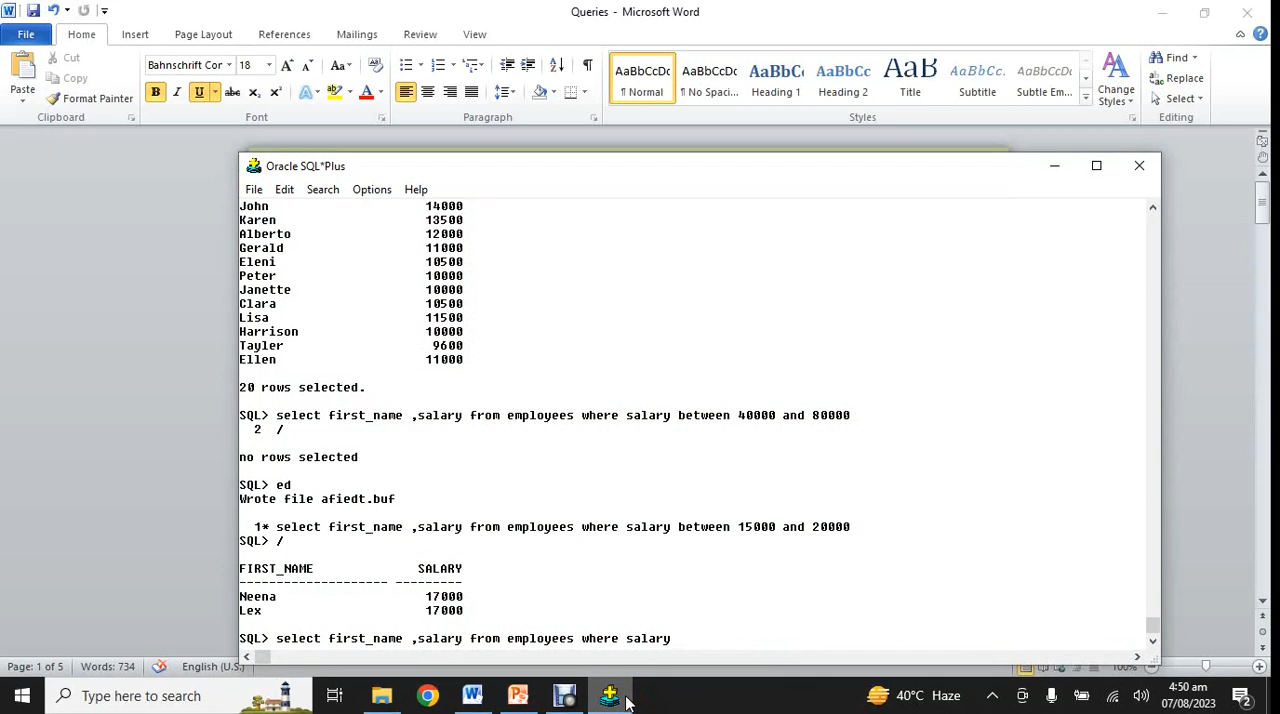 Queries - Microsoft Word
File Home Insert Page Layout References Mailings Review View
Paste
Cut
Copy
Format Painter
Clipboard
Bahnschrift Cor 18
Font
Paragraph
AaBbCcDc AaBbCcDc AaBbCc AaBbCc AaB AaBbCc. AaBbCcDc
¶ Normal ¶ No Spaci... Heading 1 Heading 2 Title Subtitle Subtle Em...
Change
Styles
Styles
Find
Replace
Select
Editing
Oracle SQL*Plus
File Edit Search Options Help
John 14000
Karen 13500
Alberto 12000
Gerald 11000
Eleni 10500
Peter 10000
Janette 10000
Clara 10500
Lisa 11500
Harrison 10000
Tayler 9600
Ellen 11000
20 rows selected.
SQL> select first_name ,salary from employees where salary between 40000 and 80000
2 /
no rows selected
SQL> ed
Wrote file afiedt.buf
1* select first_name ,salary from employees where salary between 15000 and 20000
SQL> /
FIRST_NAME SALARY
-------------------- ---------
Neena 17000
Lex 17000
SQL> select first_name ,salary from employees where salary
Page: 1 of 5 Words: 734 English (U.S.) 100%
Type here to search
40°C Haze
4:50 am
07/08/2023
2